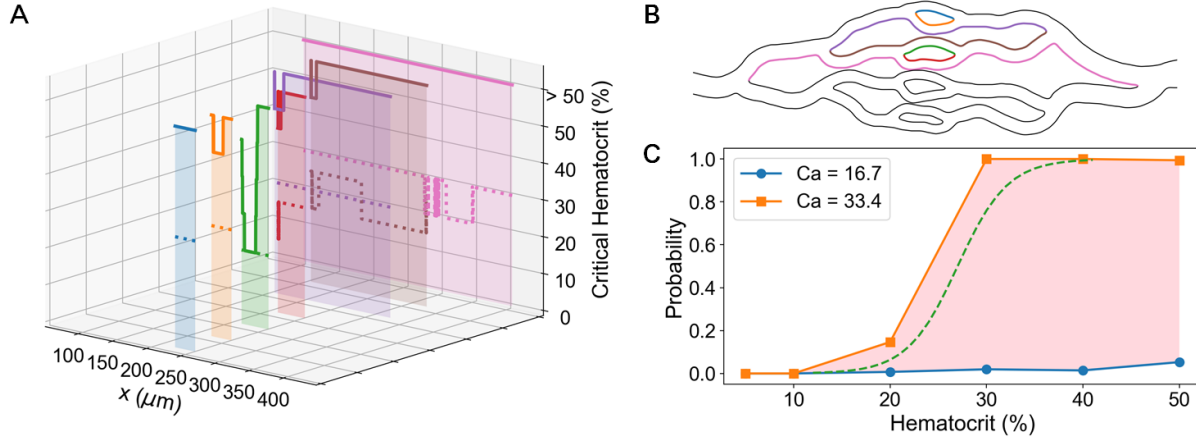 A
> 50
50
40
30
20
10
0
Critical Hematocrit (%)
100
150
200
250
300
350
400
x (μm)
B
C
1.0
0.8
0.6
0.4
0.2
0.0
Probability
Ca = 16.7
Ca = 33.4
10
20
30
40
50
Hematocrit (%)